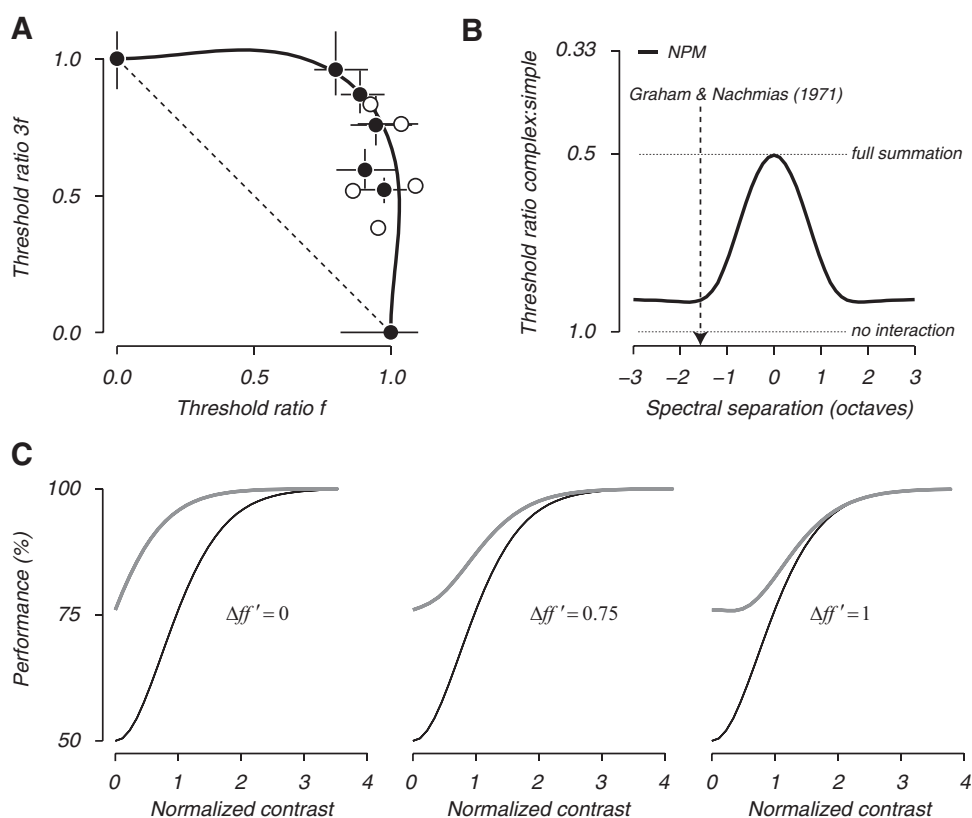 A
Threshold ratio 3f
1.0
0.5
0.0
0.0 0.5 1.0
Threshold ratio f
B
Threshold ratio complex:simple
0.33
0.5
1.0
NPM
Graham & Nachmias (1971)
full summation
no interaction
−3 −2 −1 0 1 2 3
Spectral separation (octaves)
C
Performance (%)
100
75
50
Δff′ = 0
Δff′ = 0.75
Δff′ = 1
0 1 2 3 4 0 1 2 3 4 0 1 2 3 4
Normalized contrast Normalized contrast Normalized contrast